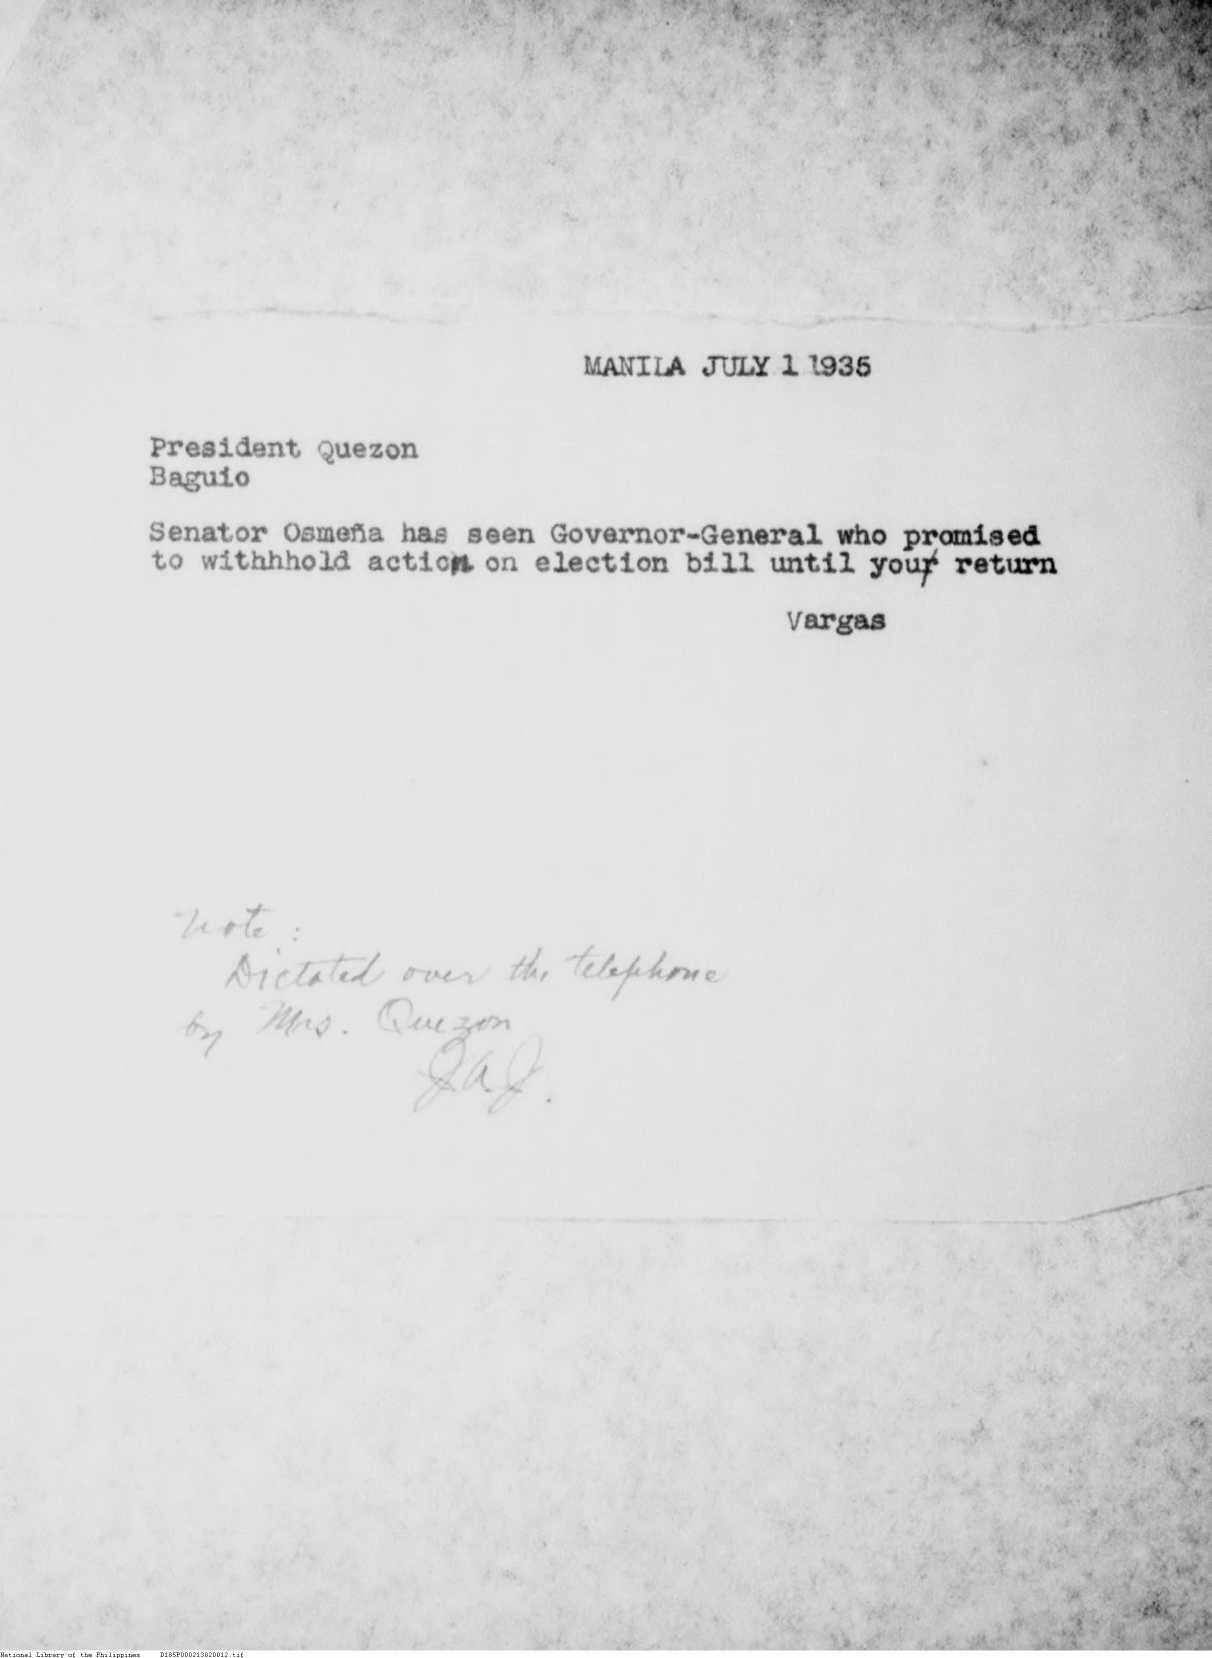 MANILA JULY 1 1935
President Quezon
Baguio
Senator Osmeña has seen Governor-General who promised
to withhhold action on election bill until your return
Vargas
Note:
Dictated over the telephone
by Mrs. Quezon
J.A.J.
National Library of the Philippines D185P000213020012.tif